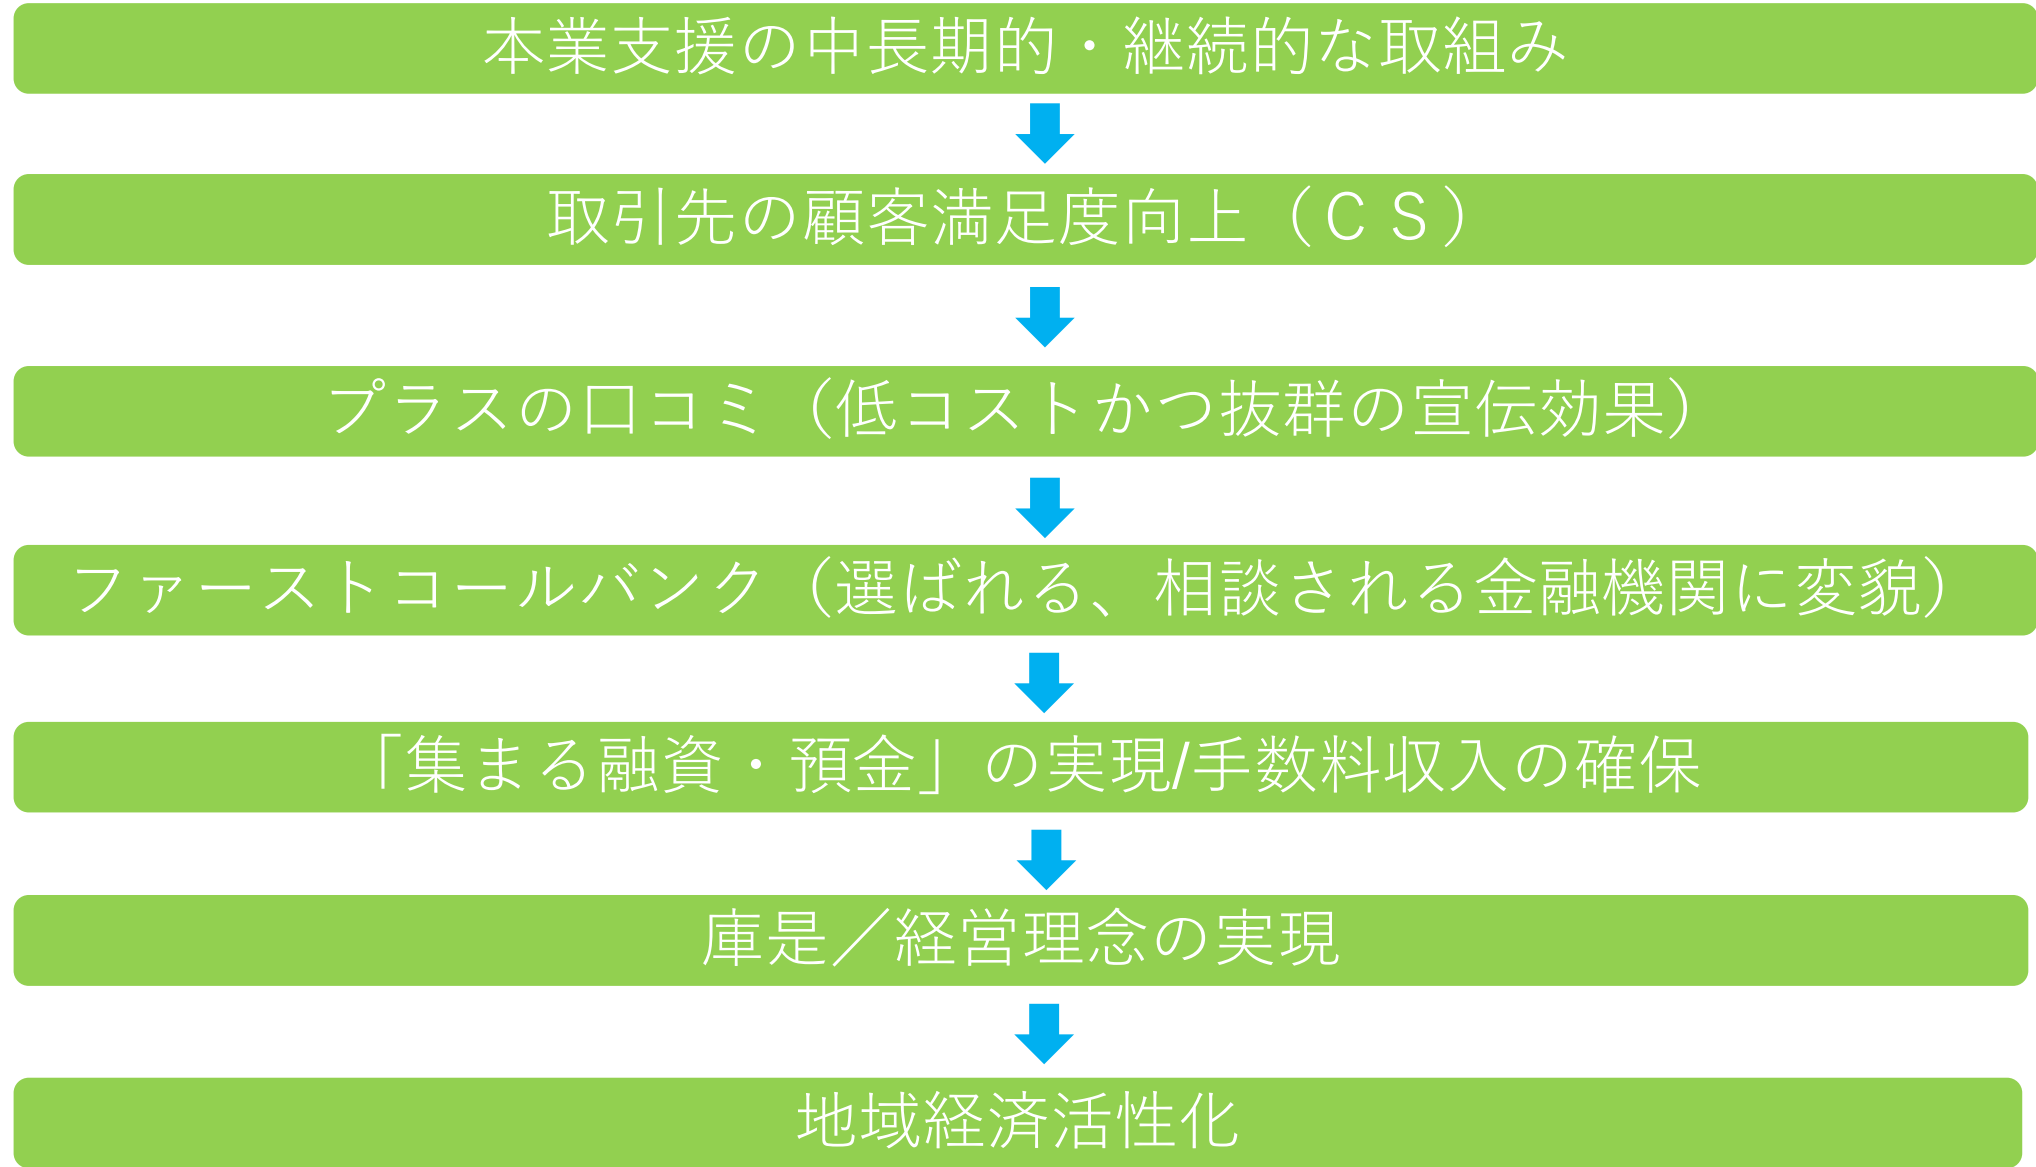 本業支援の中長期的・継続的な取組み
取引先の顧客満足度向上（ＣＳ）
プラスの口コミ（低コストかつ抜群の宣伝効果）
ファーストコールバンク（選ばれる、相談される金融機関に変貌）
「集まる融資・預金」の実現/手数料収入の確保
庫是／経営理念の実現
地域経済活性化